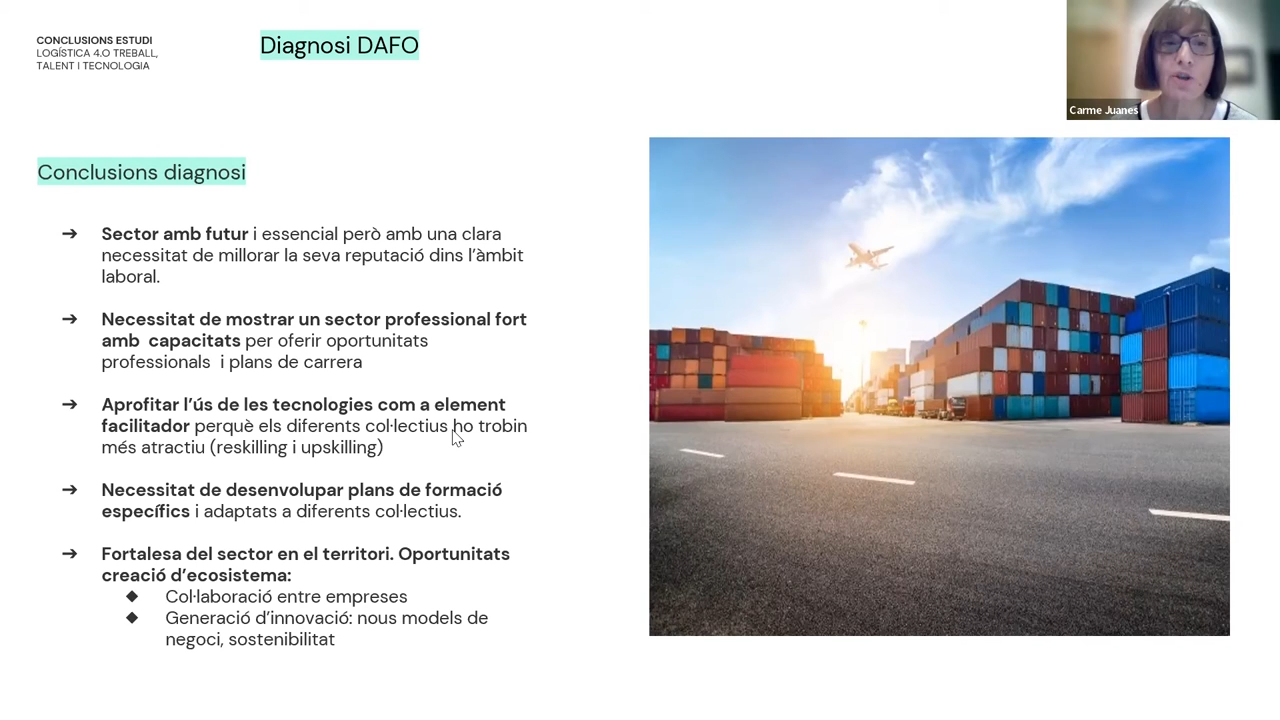 CONCLUSIONS ESTUDI
LOGÍSTICA 4.0 TREBALL,
TALENT I TECNOLOGIA
Diagnosi DAFO
Carme Juanes
Conclusions diagnosi
➔ Sector amb futur i essencial però amb una clara
necessitat de millorar la seva reputació dins l'àmbit
laboral.
➔ Necessitat de mostrar un sector professional fort
amb capacitats per oferir oportunitats
professionals i plans de carrera
➔ Aprofitar l'ús de les tecnologies com a element
facilitador perquè els diferents col·lectius ho trobin
més atractiu (reskilling i upskilling)
➔ Necessitat de desenvolupar plans de formació
específics i adaptats a diferents col·lectius.
➔ Fortalesa del sector en el territori. Oportunitats
creació d'ecosistema:
◆ Col·laboració entre empreses
◆ Generació d'innovació: nous models de
negoci, sostenibilitat